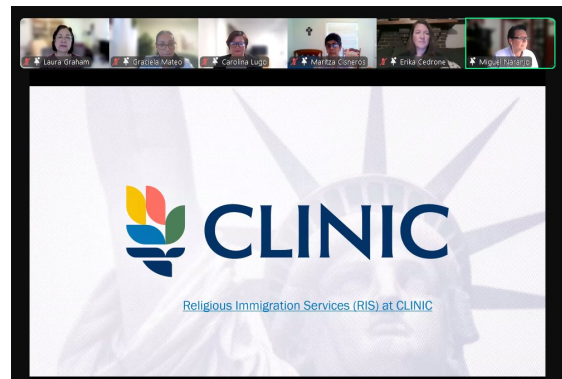 Laura Graham
Graciela Mateo
Carolina Lugo
Maritza Cisneros
Erika Cedrone
Miguel Naranjo
CLINIC
Religious Immigration Services (RIS) at CLINIC